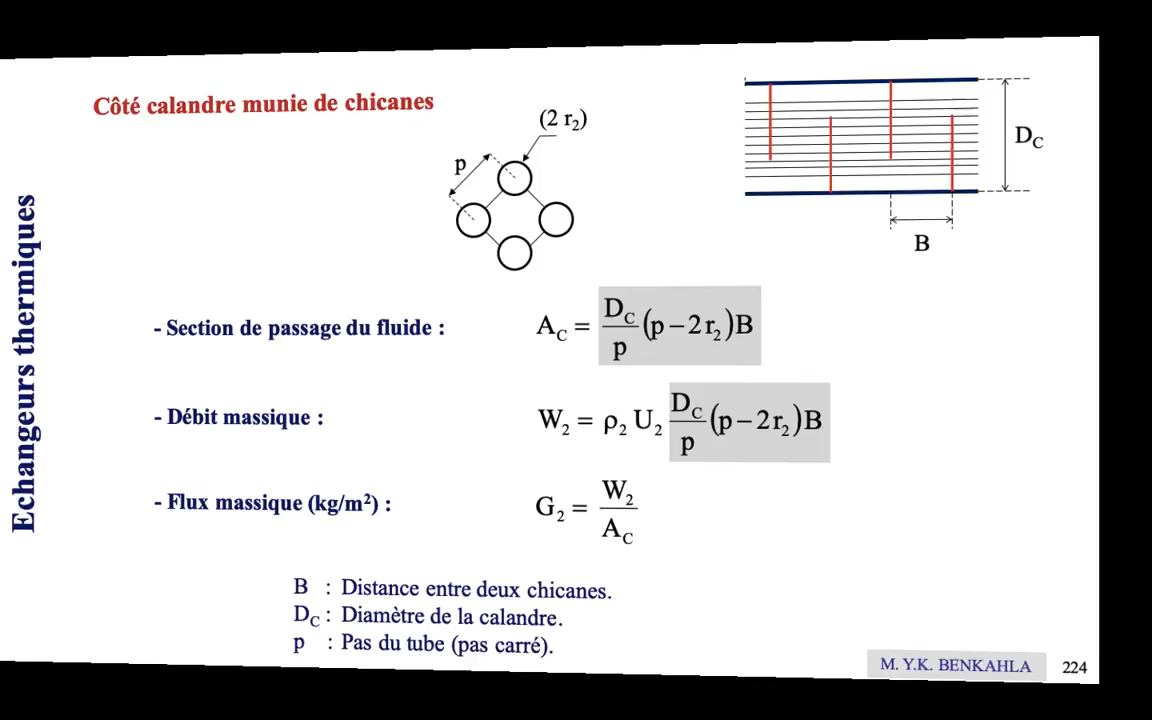 Côté calandre munie de chicanes
(2 r₂)
p
D_C
B
Echangeurs thermiques
- Section de passage du fluide : A_C = D_C/p (p – 2 r₂) B
- Débit massique : W₂ = ρ₂ U₂ D_C/p (p – 2 r₂) B
- Flux massique (kg/m²) : G₂ = W₂/A_C
B : Distance entre deux chicanes.
D_C : Diamètre de la calandre.
p : Pas du tube (pas carré).
M. Y.K. BENKAHLA
224